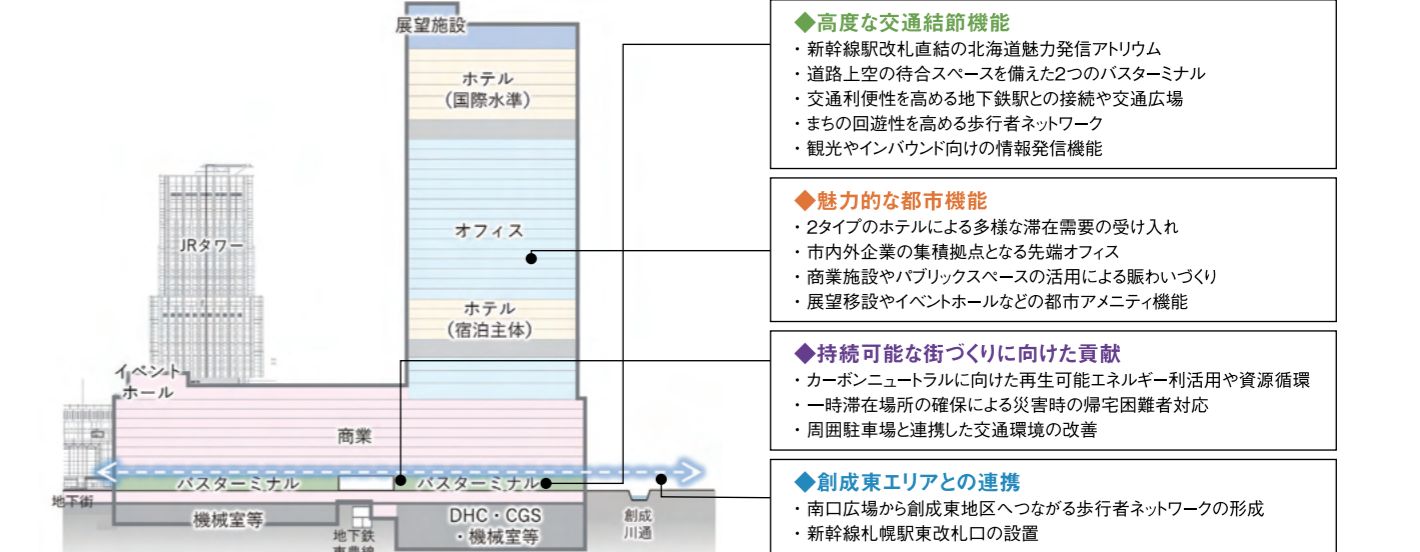 展望施設
ホテル
(国際水準)
オフィス
JRタワー
ホテル
(宿泊主体)
イベント
ホール
商業
バスターミナル
バスターミナル
地下街
機械室等
地下鉄
東豊線
DHC・CGS
・機械室等
創成
川通
◆高度な交通結節機能
・新幹線駅改札直結の北海道魅力発信アトリウム
・道路上空の待合スペースを備えた2つのバスターミナル
・交通利便性を高める地下鉄駅との接続や交通広場
・まちの回遊性を高める歩行者ネットワーク
・観光やインバウンド向けの情報発信機能
◆魅力的な都市機能
・2タイプのホテルによる多様な滞在需要の受け入れ
・市内外企業の集積拠点となる先端オフィス
・商業施設やパブリックスペースの活用による賑わいづくり
・展望移設やイベントホールなどの都市アメニティ機能
◆持続可能な街づくりに向けた貢献
・カーボンニュートラルに向けた再生可能エネルギー利活用や資源循環
・一時滞在場所の確保による災害時の帰宅困難者対応
・周囲駐車場と連携した交通環境の改善
◆創成東エリアとの連携
・南口広場から創成東地区へつながる歩行者ネットワークの形成
・新幹線札幌駅東改札口の設置